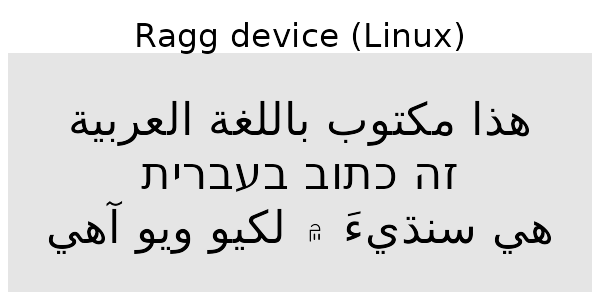 Ragg device (Linux)
هذا مكتوب باللغة العربية
זה כתוב בעברית
هي سنڌيءَ ۾ لکيو ويو آهي